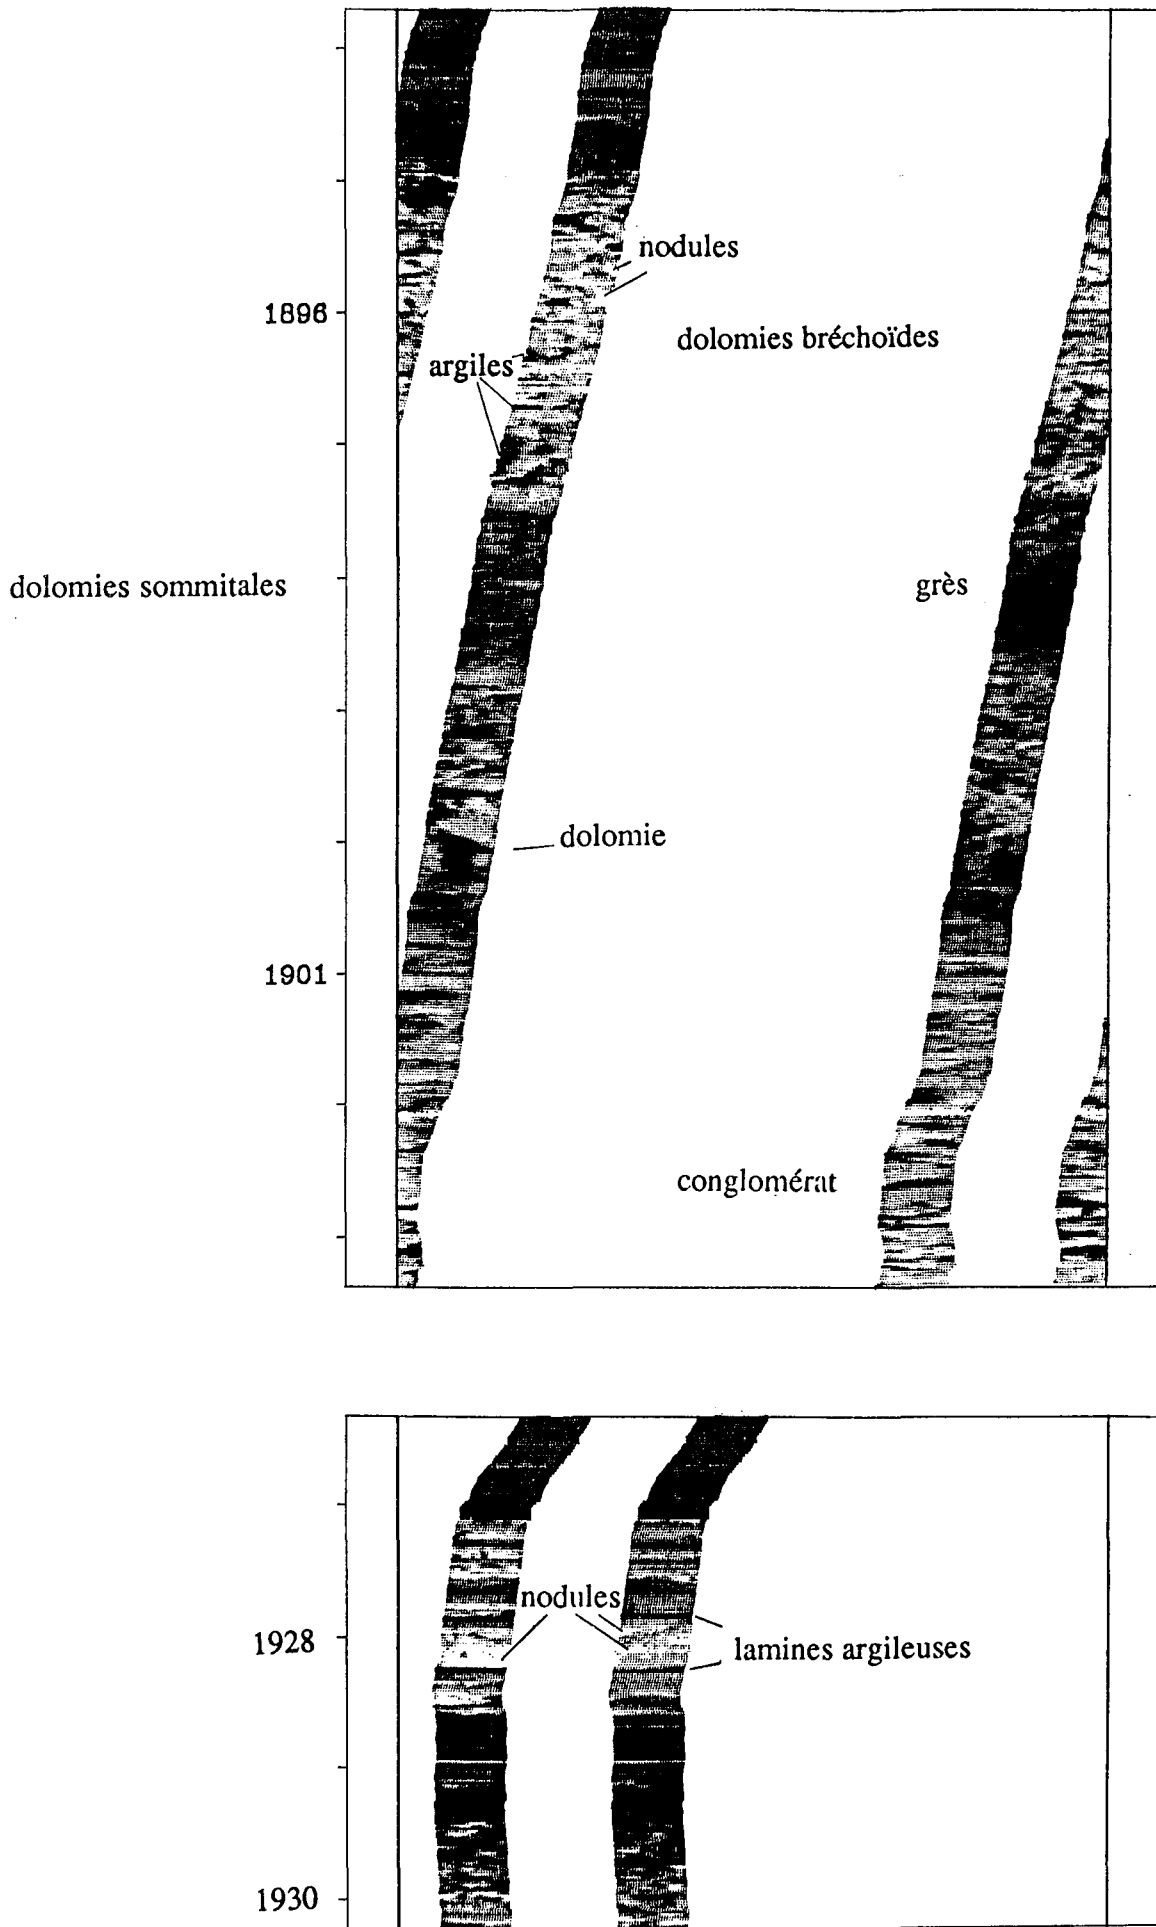 nodules
1896
dolomies bréchoïdes
argiles
dolomies sommitales
grès
dolomie
1901
conglomérat
nodules
1928
lamines argileuses
1930